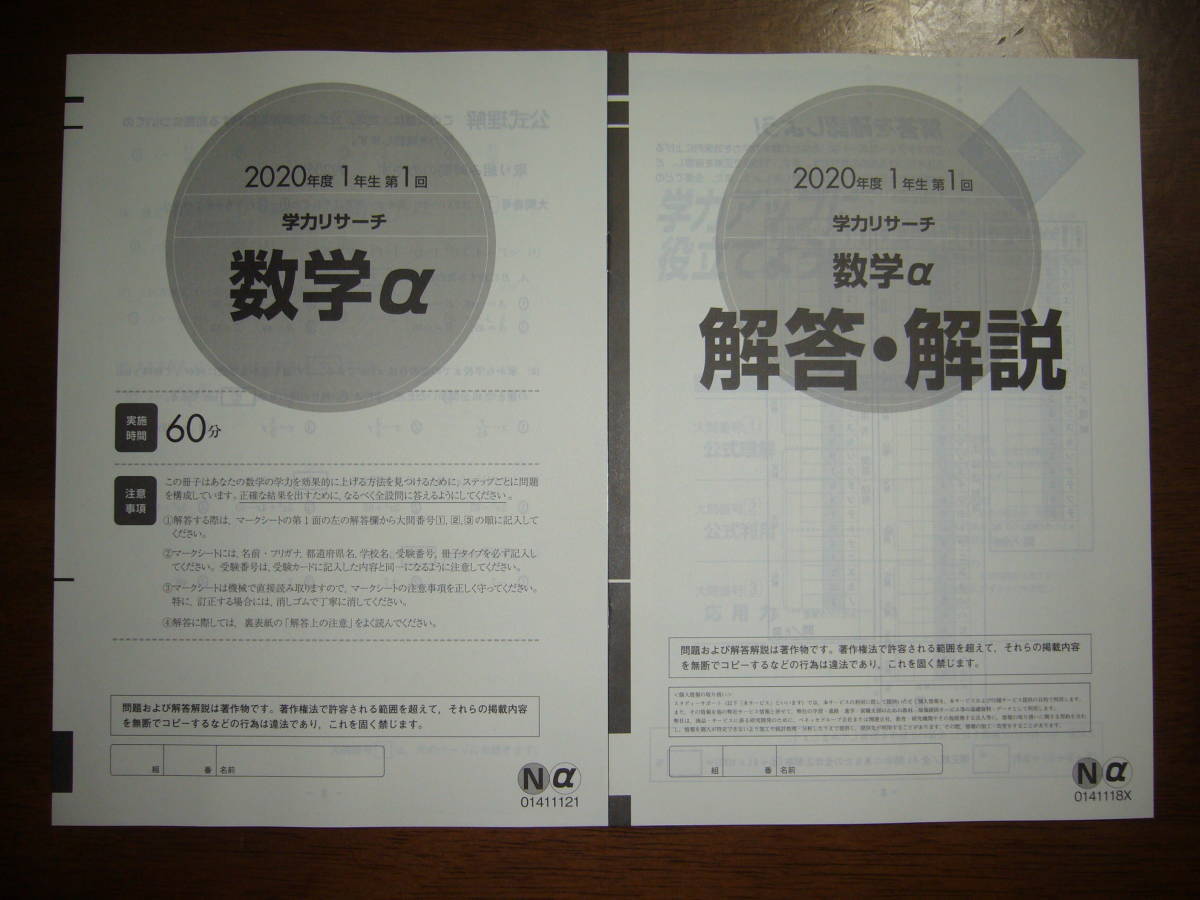 2020年度 1年生 第1回
学力リサーチ
数学α
実施時間
60分
注意事項
この冊子はあなたの数学の学力を効果的に上げる方法を見つけるために，ステップごとに問題
を構成しています。正確な結果を出すために，なるべく全設問に答えるようにしてください。
①解答する際は，マークシートの第1面の左の解答欄から大問番号1，2，3の順に記入して
ください。
②マークシートには，名前・フリガナ，都道府県名，学校名，受験番号，冊子タイプを必ず記入し
てください。受験番号は，受験カードに記入した内容と同一になるように注意してください。
③マークシートは機械で直接読み取りますので，マークシートの注意事項を正しく守ってください。
特に，訂正する場合には，消しゴムで丁寧に消してください。
④解答に際しては，裏表紙の「解答上の注意」をよく読んでください。
問題および解答解説は著作物です。著作権法で許容される範囲を超えて，それらの掲載内容
を無断でコピーするなどの行為は違法であり，これを固く禁じます。
組 番 名前
N α
01411121
2020年度 1年生 第1回
学力リサーチ
数学α
解答・解説
問題および解答解説は著作物です。著作権法で許容される範囲を超えて，それらの掲載内容
を無断でコピーするなどの行為は違法であり，これを固く禁じます。
<個人情報の取り扱い>
組 番 名前
N α
0141118X